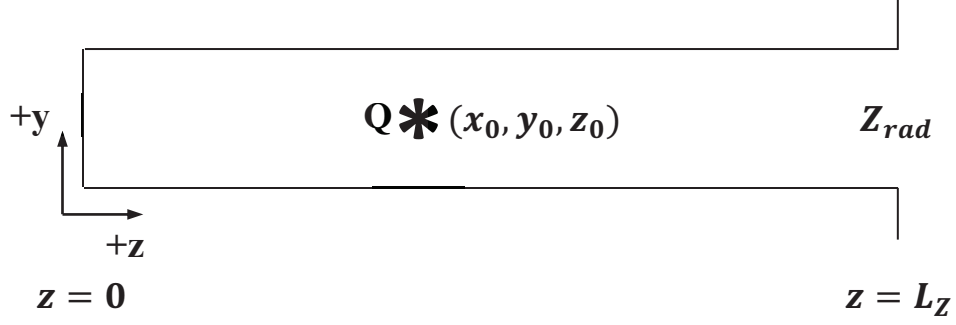 +y
Q ✱ (x₀, y₀, z₀)
Z_rad
+z
z = 0
z = L_Z